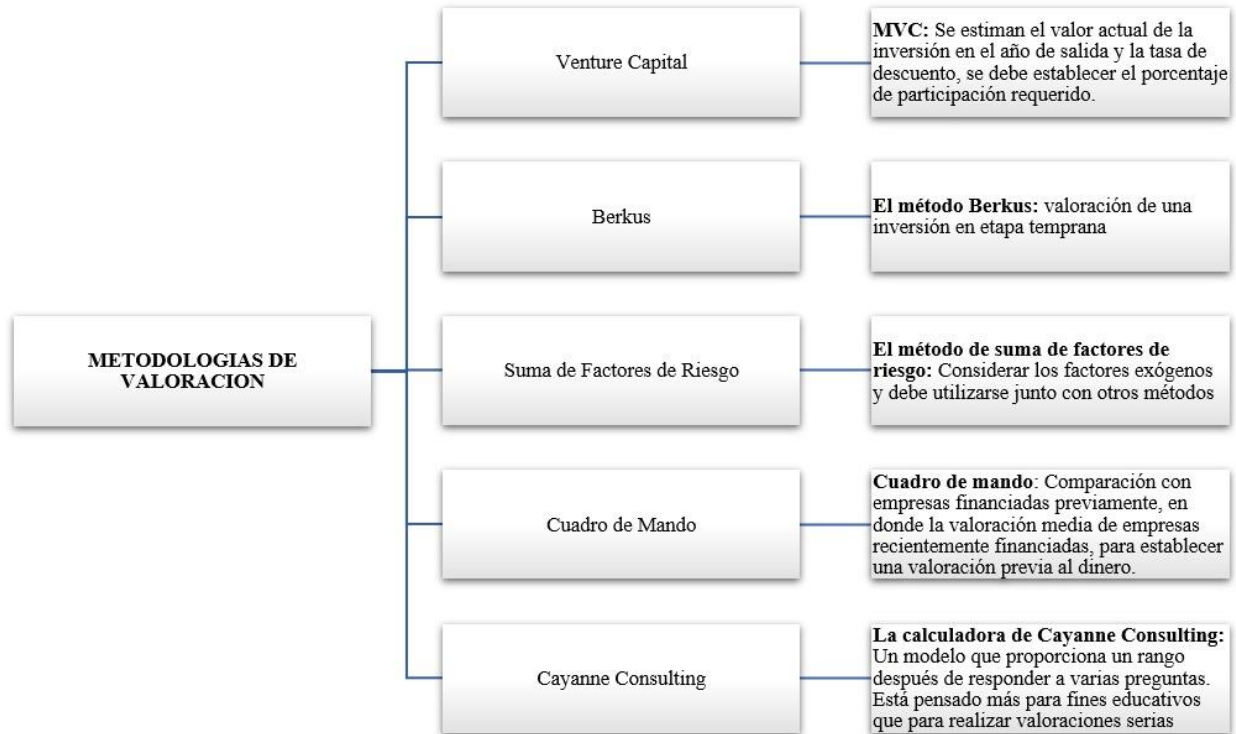 METODOLOGIAS DE
VALORACION
Venture Capital
MVC: Se estiman el valor actual de la
inversión en el año de salida y la tasa de
descuento, se debe establecer el porcentaje
de participación requerido.
Berkus
El método Berkus: valoración de una
inversión en etapa temprana
Suma de Factores de Riesgo
El método de suma de factores de
riesgo: Considerar los factores exógenos
y debe utilizarse junto con otros métodos
Cuadro de Mando
Cuadro de mando: Comparación con
empresas financiadas previamente, en
donde la valoración media de empresas
recientemente financiadas, para establecer
una valoración previa al dinero.
Cayanne Consulting
La calculadora de Cayanne Consulting:
Un modelo que proporciona un rango
después de responder a varias preguntas.
Está pensado más para fines educativos
que para realizar valoraciones serias